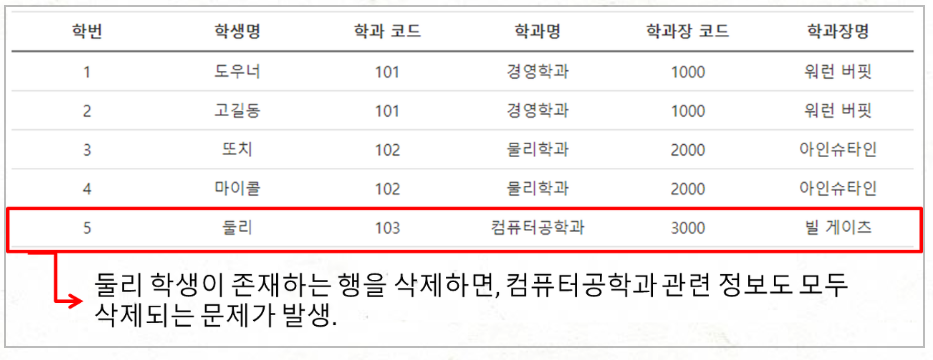 학번 학생명 학과 코드 학과명 학과장 코드 학과장명
1 도우너 101 경영학과 1000 워런 버핏
2 고길동 101 경영학과 1000 워런 버핏
3 또치 102 물리학과 2000 아인슈타인
4 마이콜 102 물리학과 2000 아인슈타인
5 둘리 103 컴퓨터공학과 3000 빌 게이츠
둘리 학생이 존재하는 행을 삭제하면, 컴퓨터공학과 관련 정보도 모두
삭제되는 문제가 발생.